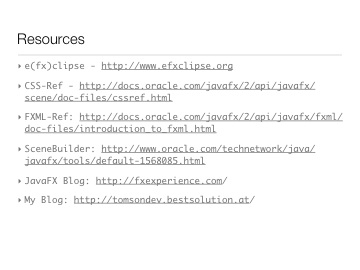 Resources
‣ e(fx)clipse - http://www.efxclipse.org
‣ CSS-Ref - http://docs.oracle.com/javafx/2/api/javafx/
scene/doc-files/cssref.html
‣ FXML-Ref: http://docs.oracle.com/javafx/2/api/javafx/fxml/
doc-files/introduction_to_fxml.html
‣ SceneBuilder: http://www.oracle.com/technetwork/java/
javafx/tools/default-1568085.html
‣ JavaFX Blog: http://fxexperience.com/
‣ My Blog: http://tomsondev.bestsolution.at/